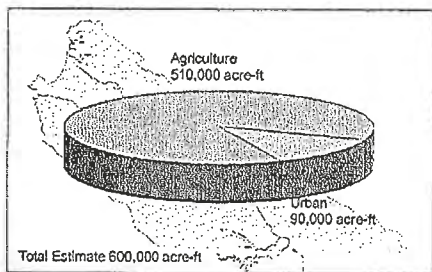 Agriculture
510,000 acre-ft
Urban
90,000 acre-ft
Total Estimate 600,000 acre-ft